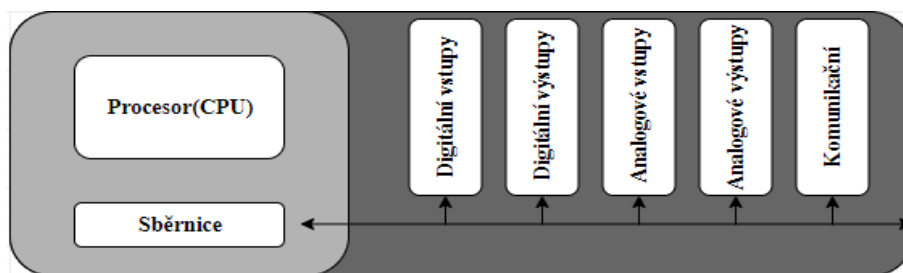 Procesor(CPU)
Sběrnice
Digitální vstupy
Digitální výstupy
Analogové vstupy
Analogové výstupy
Komunikační